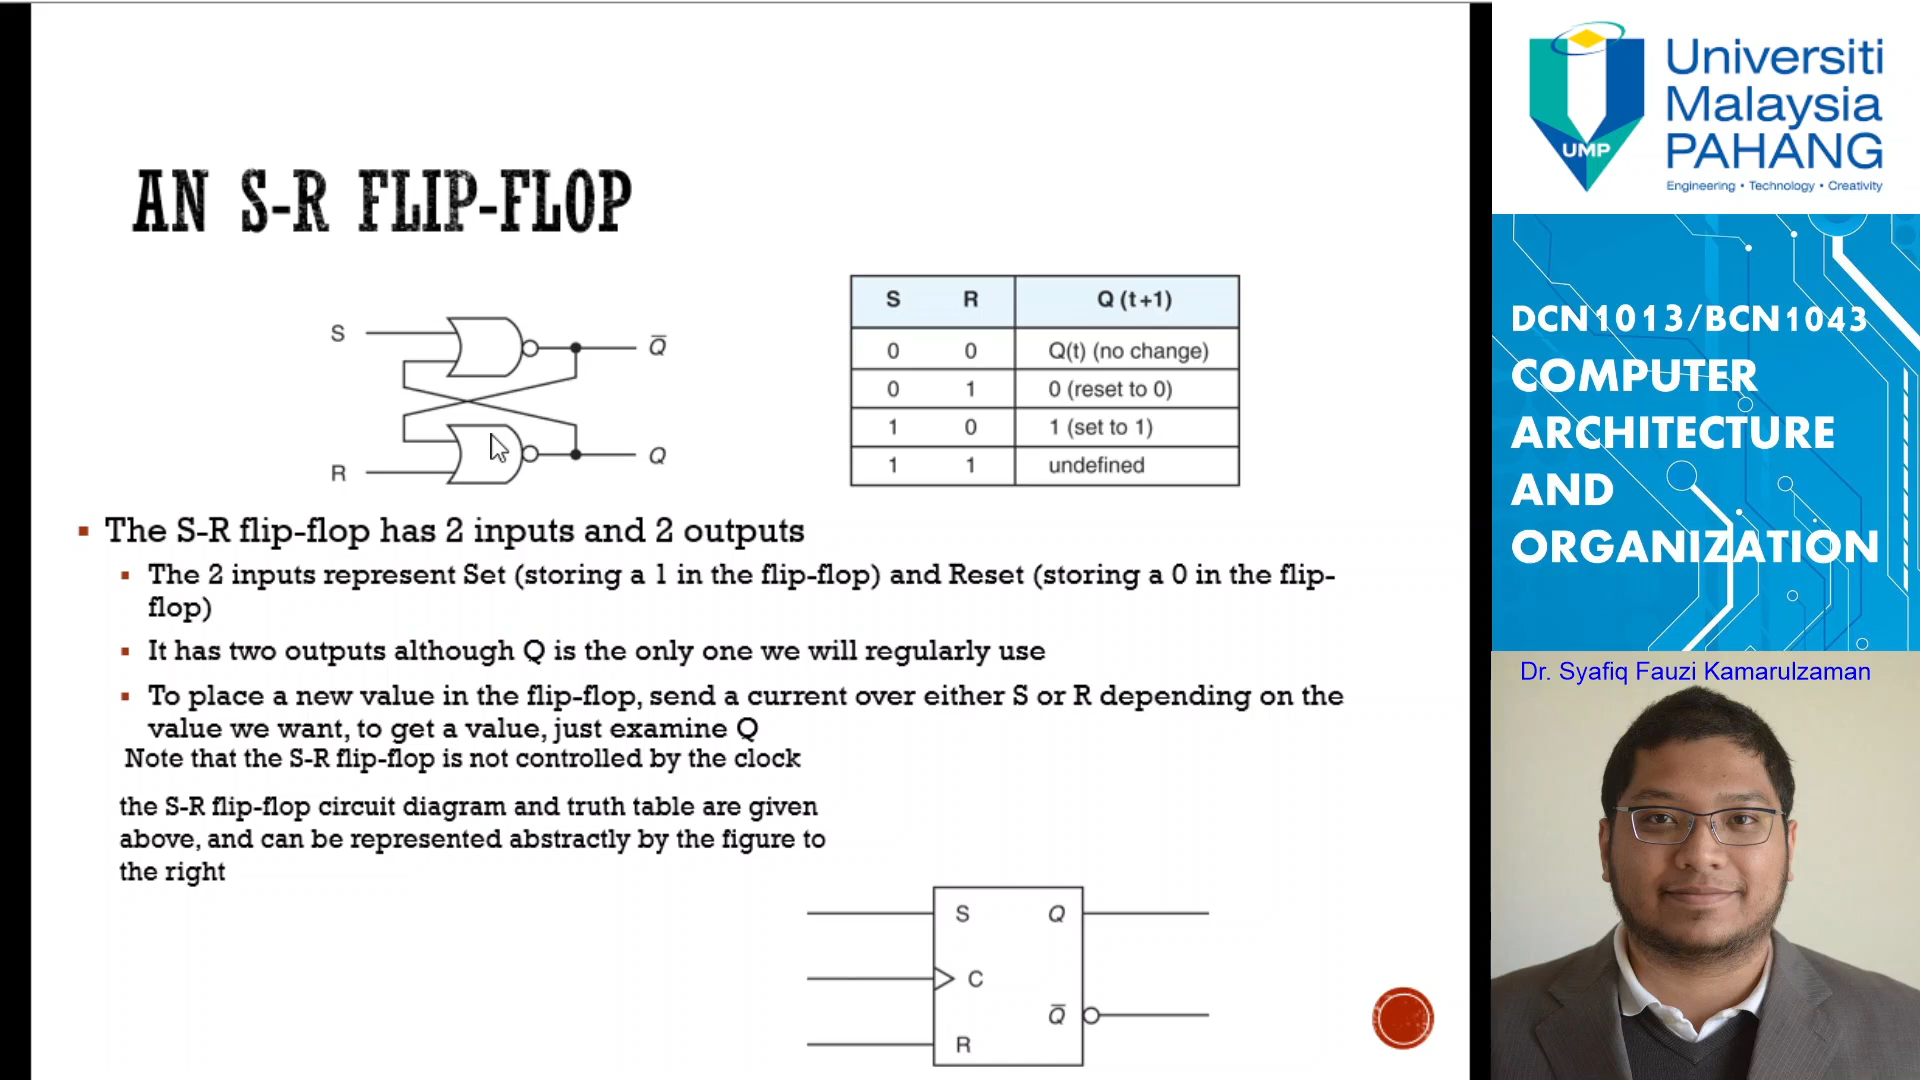 AN S-R FLIP-FLOP
S
Q̅
R
Q
S R Q (t+1)
0 0 Q(t) (no change)
0 1 0 (reset to 0)
1 0 1 (set to 1)
1 1 undefined
The S-R flip-flop has 2 inputs and 2 outputs
The 2 inputs represent Set (storing a 1 in the flip-flop) and Reset (storing a 0 in the flip-
flop)
It has two outputs although Q is the only one we will regularly use
To place a new value in the flip-flop, send a current over either S or R depending on the
value we want, to get a value, just examine Q
Note that the S-R flip-flop is not controlled by the clock
the S-R flip-flop circuit diagram and truth table are given
above, and can be represented abstractly by the figure to
the right
S Q
C
Q̅
R
UMP
Universiti
Malaysia
PAHANG
Engineering • Technology • Creativity
DCN1013/BCN1043
COMPUTER
ARCHITECTURE
AND
ORGANIZATION
Dr. Syafiq Fauzi Kamarulzaman